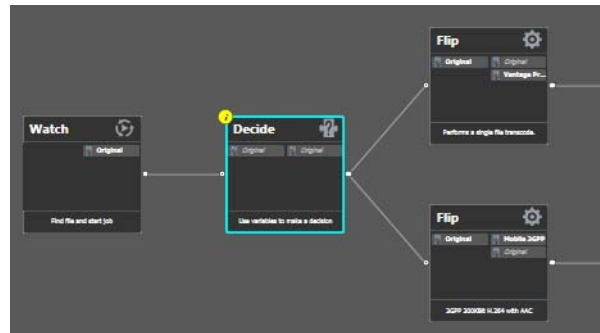 Watch
Original
Find file and start job
i
Decide
Original
Original
Use variables to make a decision
Flip
Original
Original
Vantage Pr...
Performs a single file transcode.
Flip
Original
Mobile 3GPP
Original
3GPP 300KBit H.264 with AAC